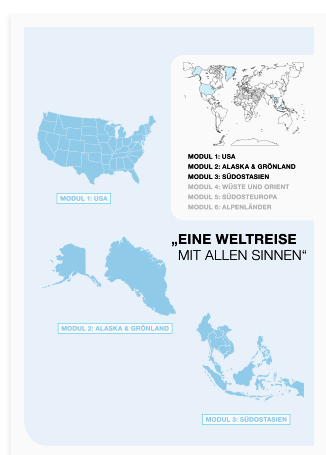 MODUL 1: USA
MODUL 2: ALASKA & GRÖNLAND
MODUL 3: SÜDOSTASIEN
MODUL 4: WÜSTE UND ORIENT
MODUL 5: SÜDOSTEUROPA
MODUL 6: ALPENLÄNDER
MODUL 1: USA
„EINE WELTREISE
MIT ALLEN SINNEN“
MODUL 2: ALASKA & GRÖNLAND
MODUL 3: SÜDOSTASIEN